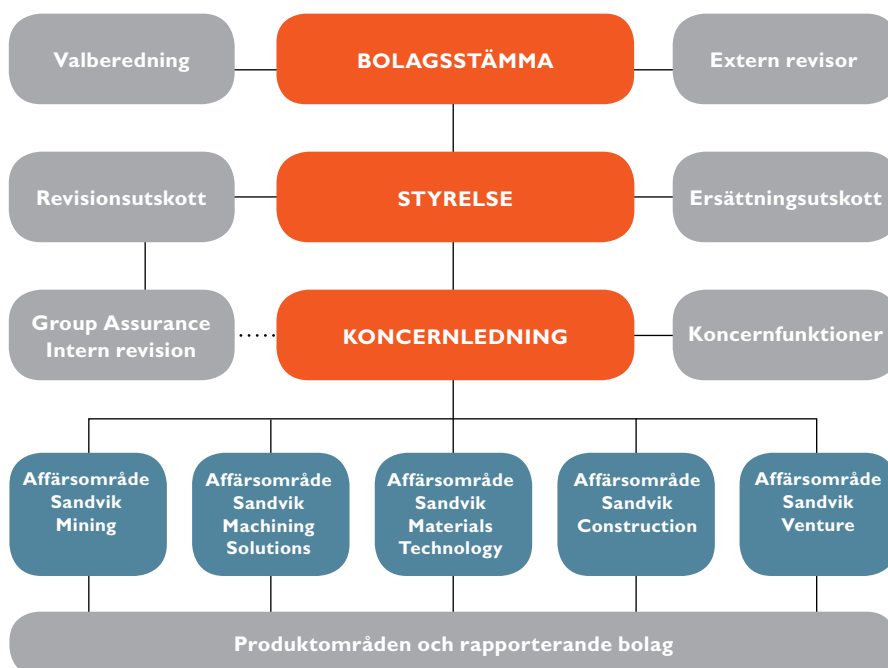 Valberedning
BOLAGSSTÄMMA
Extern revisor
Revisionsutskott
STYRELSE
Ersättningsutskott
Group Assurance
Intern revision
KONCERNLEDNING
Koncernfunktioner
Affärsområde
Sandvik
Mining
Affärsområde
Sandvik
Machining
Solutions
Affärsområde
Sandvik
Materials
Technology
Affärsområde
Sandvik
Construction
Affärsområde
Sandvik
Venture
Produktområden och rapporterande bolag